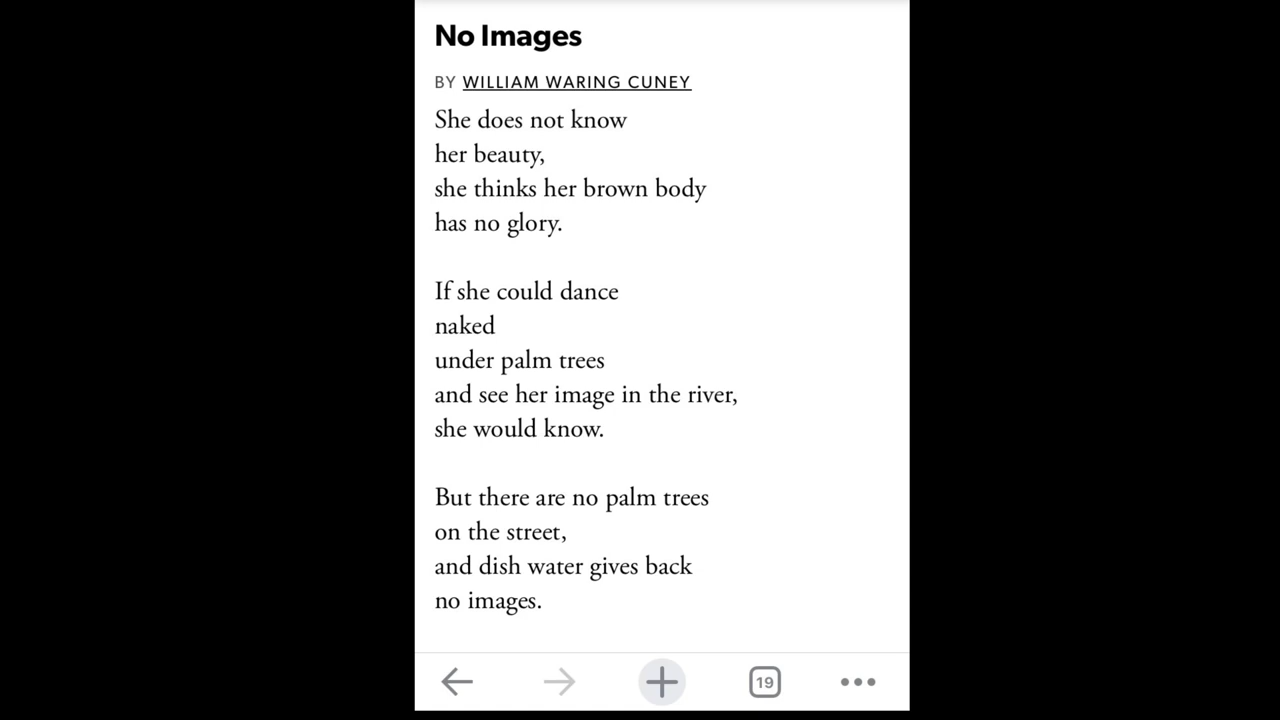 No Images
BY WILLIAM WARING CUNEY
She does not know
her beauty,
she thinks her brown body
has no glory.
If she could dance
naked
under palm trees
and see her image in the river,
she would know.
But there are no palm trees
on the street,
and dish water gives back
no images.
19